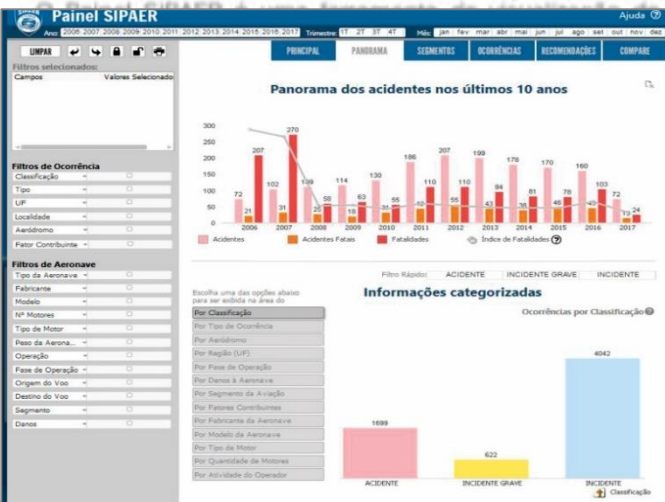 Painel SIPAER
Ajuda
Ano: 2006 2007 2008 2009 2010 2011 2012 2013 2014 2015 2016 2017 Trimestre: 1T 2T 3T 4T Mês: jan fev mar abr mai jun jul ago set out nov dez
LIMPAR
PRINCIPAL PANORAMA SEGMENTOS OCORRÊNCIAS RECOMENDAÇÕES COMPARE
Filtros selecionados:
Campos Valores Selecionado
Filtros de Ocorrência
Classificação
Tipo
UF
Localidade
Aeródromo
Fator Contribuinte
Filtros de Aeronave
Tipo da Aeronave
Fabricante
Modelo
Nº Motores
Tipo de Motor
Peso da Aerona...
Operação
Fase de Operação
Origem do Voo
Destino do Voo
Segmento
Danos
Panorama dos acidentes nos últimos 10 anos
300
250
200
150
100
50
0
72 21 207
102 31 270
58
114 18 63
130 31 55
186 110
207 55 110
199 43 84
178 81
170 46 78
160 103
72 24
2006 2007 2008 2009 2010 2011 2012 2013 2014 2015 2016 2017
Acidentes Acidentes Fatais Fatalidades Índice de Fatalidades
Filtro Rápido: ACIDENTE INCIDENTE GRAVE INCIDENTE
Escolha uma das opções abaixo
para ser exibida na área do
Por Classificação
Por Tipo de Ocorrência
Por Aeródromo
Por Região (UF)
Por Fase de Operação
Por Danos à Aeronave
Por Segmento da Aviação
Por Fatores Contribuintes
Por Fabricante da Aeronave
Por Modelo da Aeronave
Por Tipo de Motor
Por Quantidade de Motores
Por Atividade do Operador
Informações categorizadas
Ocorrências por Classificação
1699
622
4042
ACIDENTE INCIDENTE GRAVE INCIDENTE
Classificação